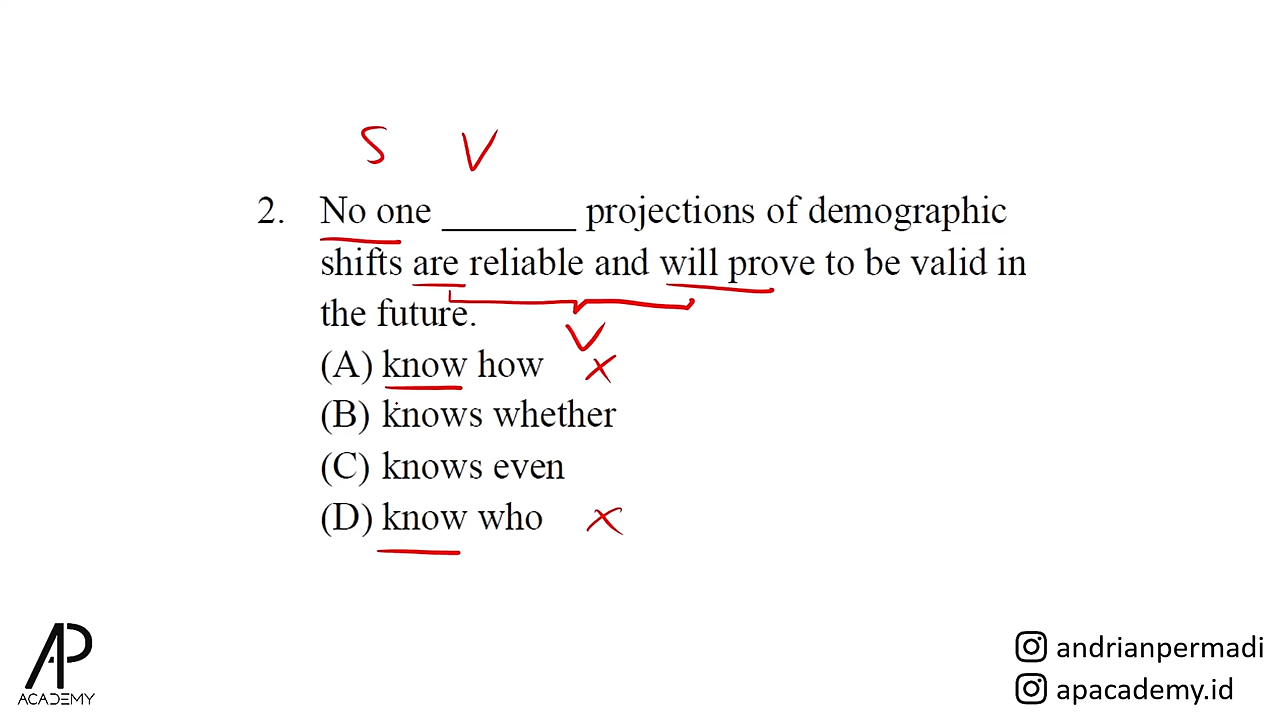 S V
2. No one _______ projections of demographic
shifts are reliable and will prove to be valid in
the future.
V
(A) know how X
(B) knows whether
(C) knows even
(D) know who X
AP
ACADEMY
andrianpermadi
apacademy.id